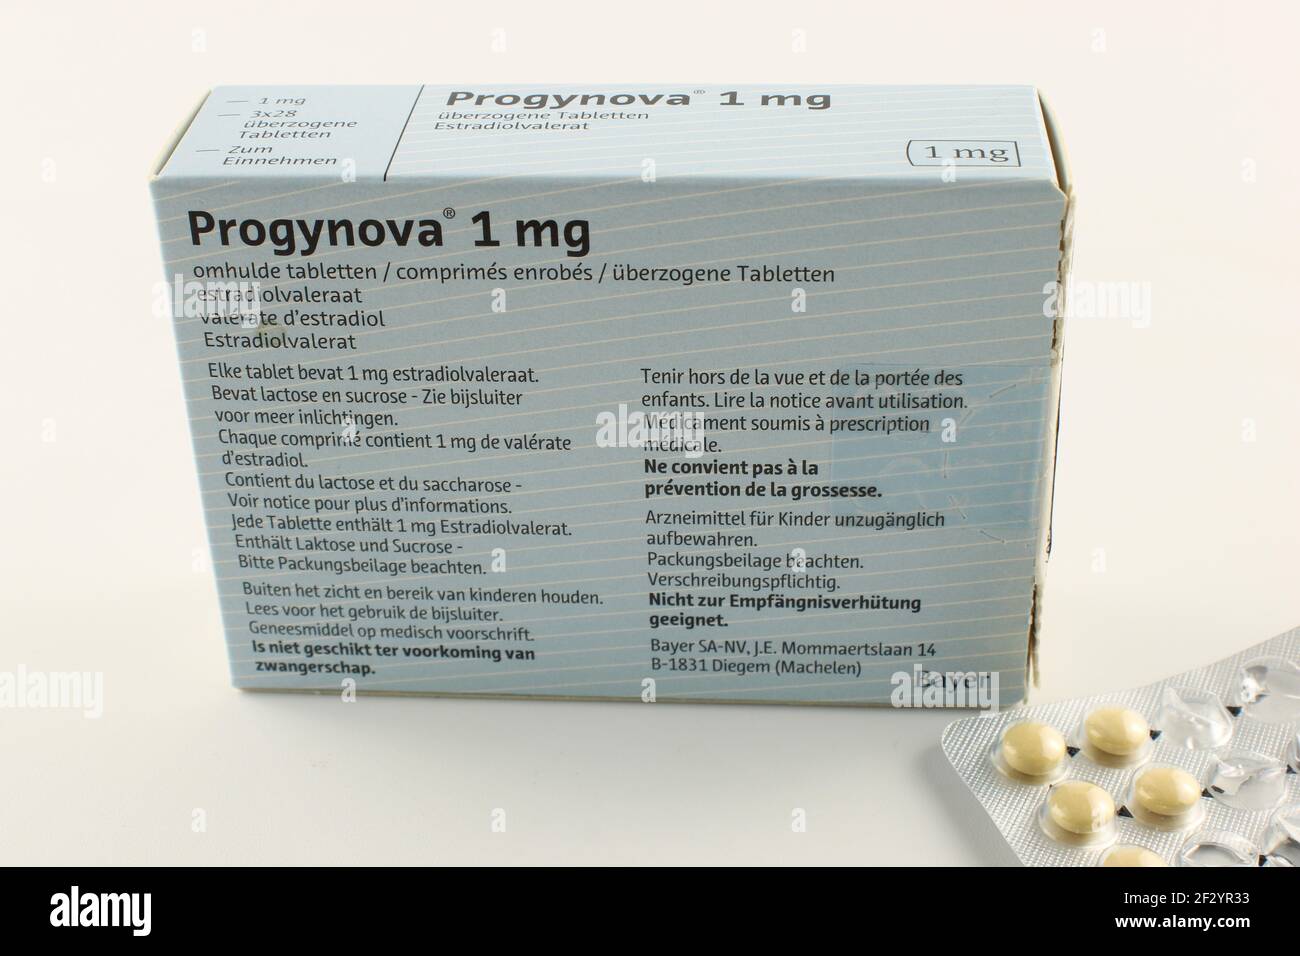 1 mg
3x28
überzogene
Tabletten
Zum
Einnehmen
Progynova® 1 mg
überzogene Tabletten
Estradiolvalerat
1 mg
Progynova® 1 mg
omhulde tabletten / comprimés enrobés / überzogene Tabletten
estradiolvaleraat
valérate d'estradiol
Estradiolvalerat
Elke tablet bevat 1 mg estradiolvaleraat.
Bevat lactose en sucrose - Zie bijsluiter
voor meer inlichtingen.
Chaque comprimé contient 1 mg de valérate
d'estradiol.
Contient du lactose et du saccharose -
Voir notice pour plus d'informations.
Jede Tablette enthält 1 mg Estradiolvalerat.
Enthält Laktose und Sucrose -
Bitte Packungsbeilage beachten.
Buiten het zicht en bereik van kinderen houden.
Lees voor het gebruik de bijsluiter.
Geneesmiddel op medisch voorschrift.
Is niet geschikt ter voorkoming van
zwangerschap.
Tenir hors de la vue et de la portée des
enfants. Lire la notice avant utilisation.
Médicament soumis à prescription
médicale.
Ne convient pas à la
prévention de la grossesse.
Arzneimittel für Kinder unzugänglich
aufbewahren.
Packungsbeilage beachten.
Verschreibungspflichtig.
Nicht zur Empfängnisverhütung
geeignet.
Bayer SA-NV, J.E. Mommaertslaan 14
B-1831 Diegem (Machelen)
Bayer
a
a
a
a
a
a
alamy
alamy
alamy
alamy
a
a
a
a
a
a
alamy
Image ID: 2F2YR33
www.alamy.com